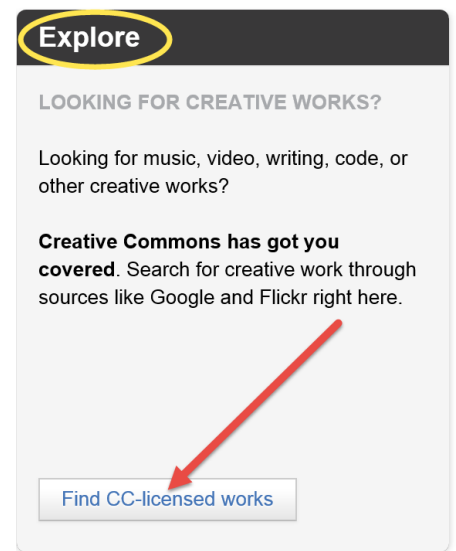 Explore
LOOKING FOR CREATIVE WORKS?
Looking for music, video, writing, code, or
other creative works?
Creative Commons has got you
covered. Search for creative work through
sources like Google and Flickr right here.
Find CC-licensed works